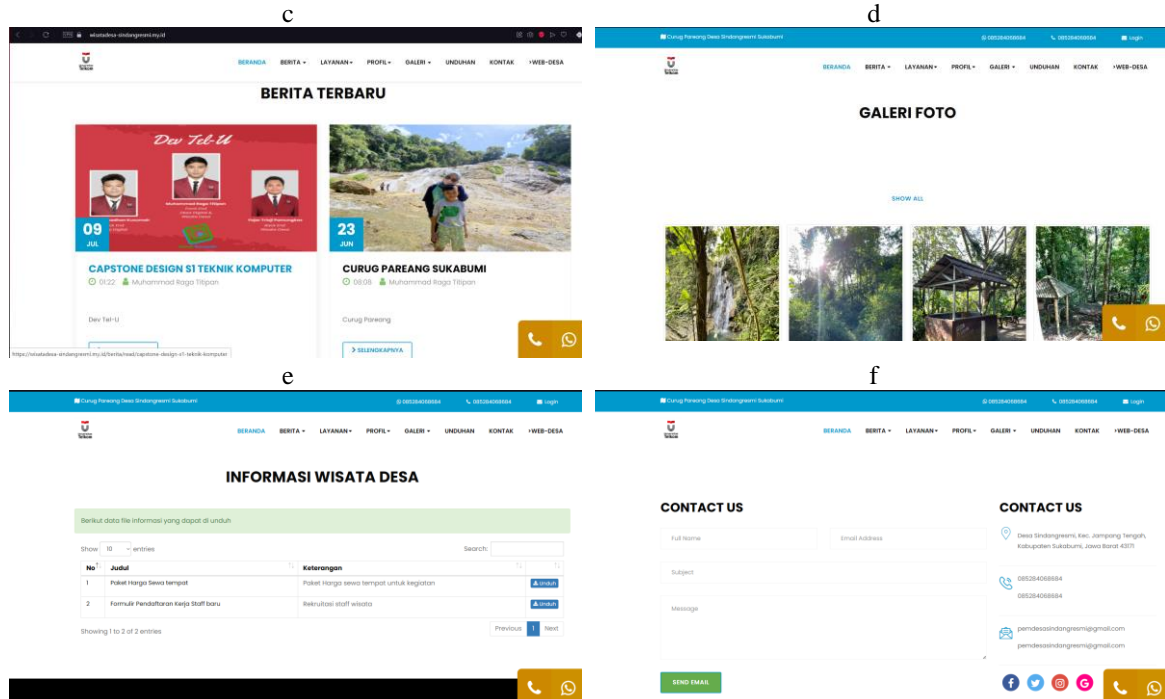 c
wisatadesa-sindangresmi.my.id
BERANDA BERITA LAYANAN PROFIL GALERI UNDUHAN KONTAK WEB-DESA
BERITA TERBARU
Dev Tel-U
Muhammad Raga Titipan
09
JUL
CAPSTONE DESIGN S1 TEKNIK KOMPUTER
01:22 Muhammad Raga Titipan
Dev Tel-U
23
JUN
CURUG PAREANG SUKABUMI
08:08 Muhammad Raga Titipan
Curug Pareang
SELENGKAPNYA
https://wisatadesa-sindangresmi.my.id/berita/read/capstone-design-s1-teknik-komputer
d
Curug Pareang Desa Sindangresmi Sukabumi 085284068684 085284068684 Login
BERANDA BERITA LAYANAN PROFIL GALERI UNDUHAN KONTAK WEB-DESA
GALERI FOTO
SHOW ALL
e
Curug Pareang Desa Sindangresmi Sukabumi 085284068684 085284068684 Login
BERANDA BERITA LAYANAN PROFIL GALERI UNDUHAN KONTAK WEB-DESA
INFORMASI WISATA DESA
Berikut data file informasi yang dapat di unduh
Show 10 entries Search:
No Judul Keterangan
1 Paket Harga Sewa tempat Paket Harga sewa tempat untuk kegiatan Unduh
2 Formulir Pendaftaran Kerja Staff baru Rekruitasi staff wisata Unduh
Showing 1 to 2 of 2 entries Previous 1 Next
f
Curug Pareang Desa Sindangresmi Sukabumi 085284068684 085284068684 Login
BERANDA BERITA LAYANAN PROFIL GALERI UNDUHAN KONTAK WEB-DESA
CONTACT US
Full Name Email Address
Subject
Message
SEND EMAIL
CONTACT US
Desa Sindangresmi, Kec. Jampang Tengah,
Kabupaten Sukabumi, Jawa Barat 43171
085284068684
085284068684
pemdesasindangresmi@gmail.com
pemdesasindangresmi@gmail.com